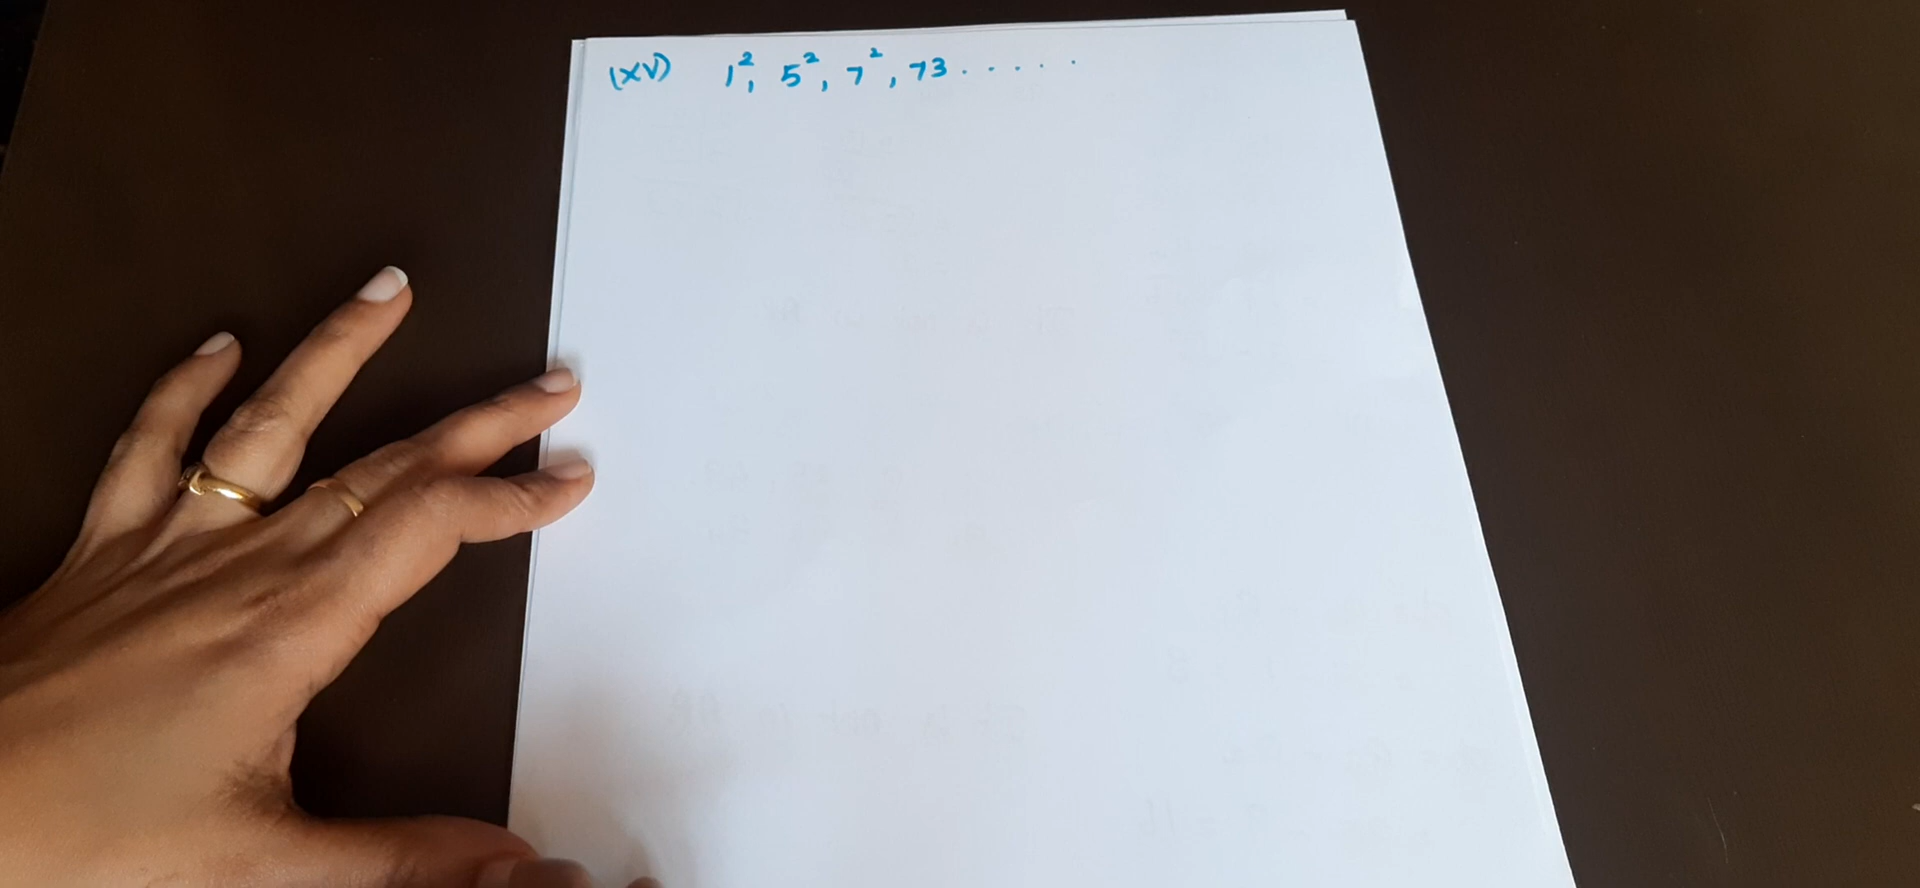 (xv) 1², 5², 7², 73.....